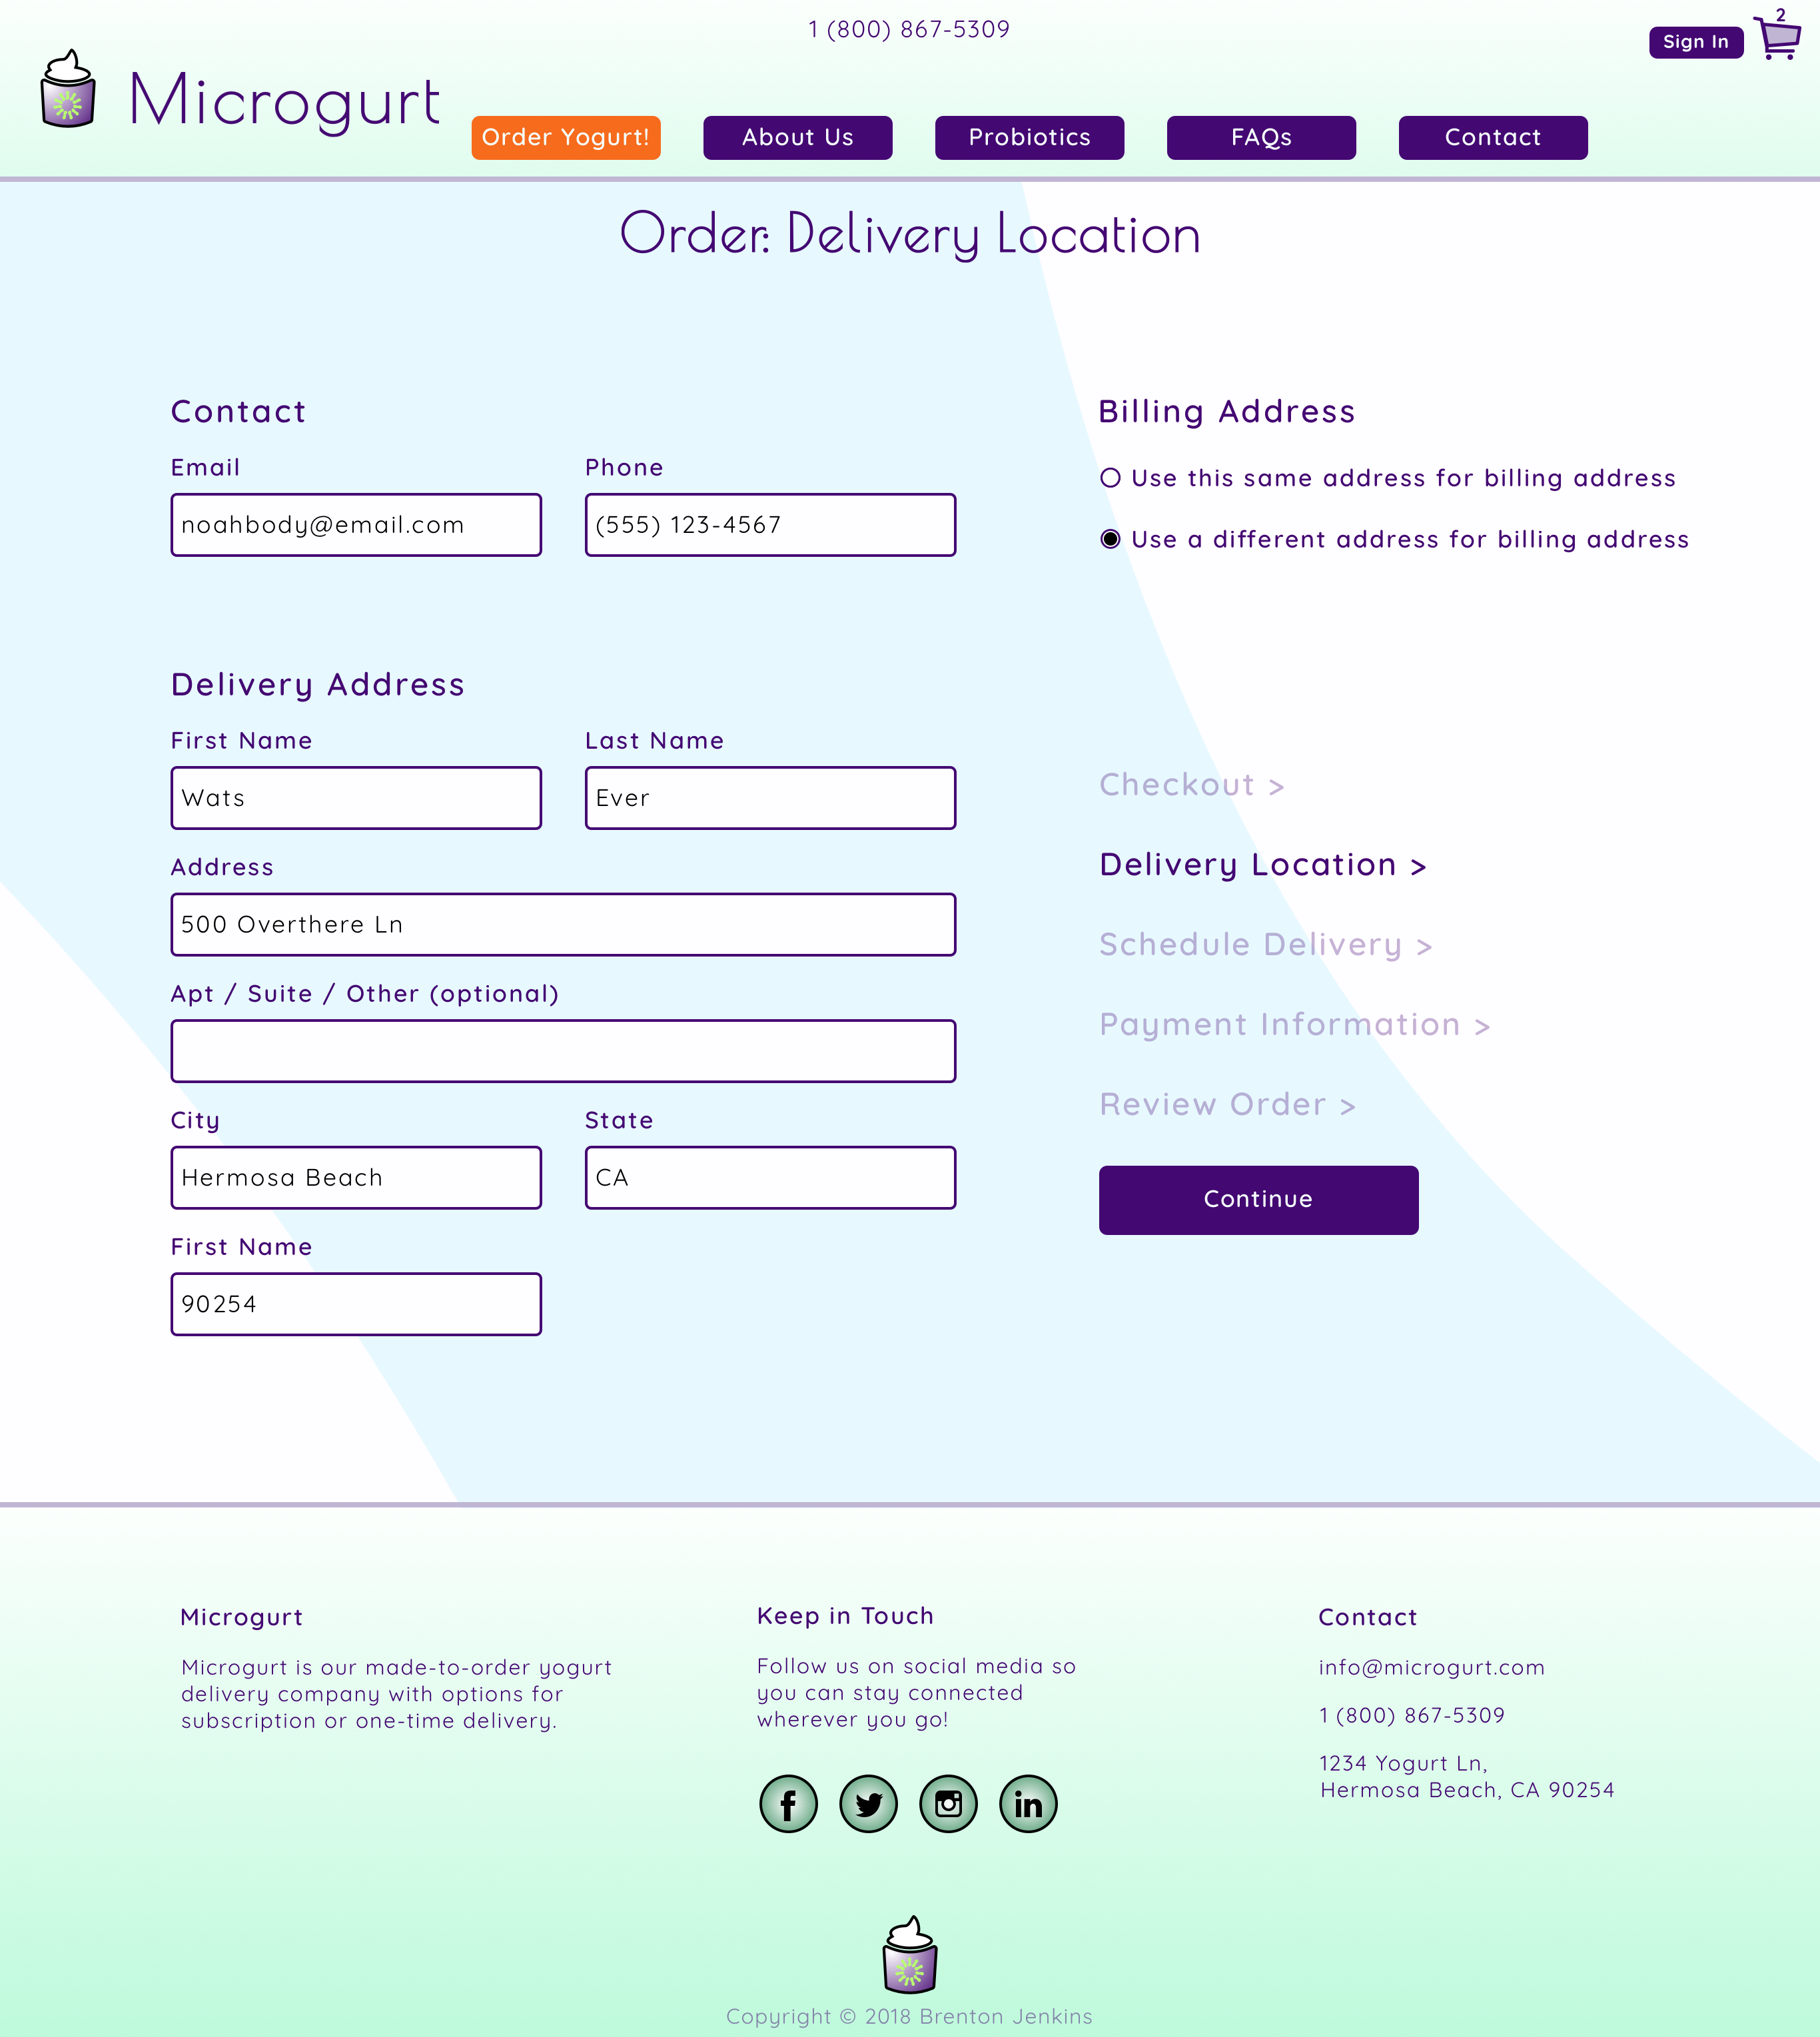 1 (800) 867-5309
Sign In
2
Microgurt
Order Yogurt!
About Us
Probiotics
FAQs
Contact
Order: Delivery Location
Contact
Email
Phone
noahbody@email.com
(555) 123-4567
Billing Address
Use this same address for billing address
Use a different address for billing address
Delivery Address
First Name
Last Name
Wats
Ever
Address
500 Overthere Ln
Apt / Suite / Other (optional)
City
State
Hermosa Beach
CA
First Name
90254
Checkout >
Delivery Location >
Schedule Delivery >
Payment Information >
Review Order >
Continue
Microgurt
Microgurt is our made-to-order yogurt
delivery company with options for
subscription or one-time delivery.
Keep in Touch
Follow us on social media so
you can stay connected
wherever you go!
Contact
info@microgurt.com
1 (800) 867-5309
1234 Yogurt Ln,
Hermosa Beach, CA 90254
Copyright © 2018 Brenton Jenkins